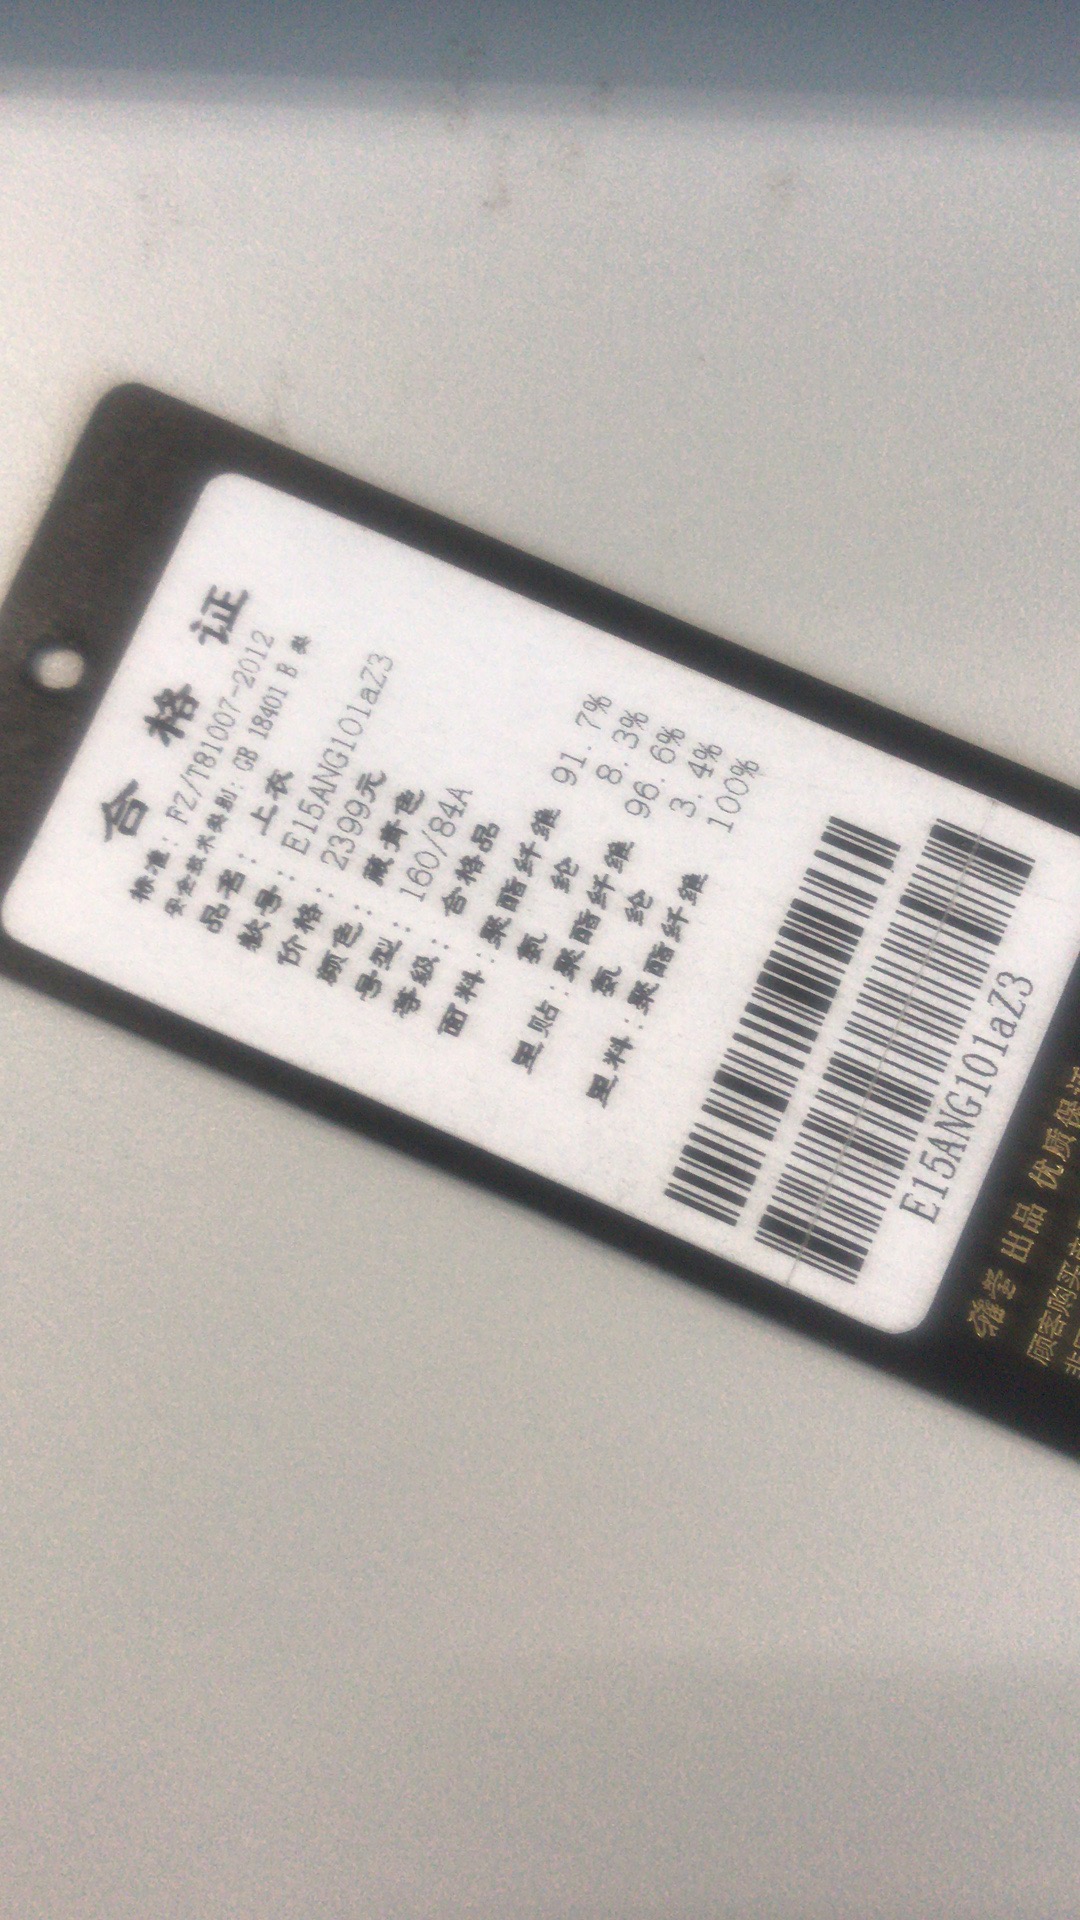 合格证
标准：FZ/T81007-2012
安全技术类别：GB 18401 B 类
品名：上衣
款号：E15ANG101aZ3
价格：2399元
颜色：藏青色
号型：160/84A
等级：合格品
面料：聚酯纤维 91.7%
氨纶 8.3%
里贴：聚酯纤维 96.6%
氨纶 3.4%
里料：聚酯纤维 100%
E15ANG101aZ3
出品 优质保证
顾客购买